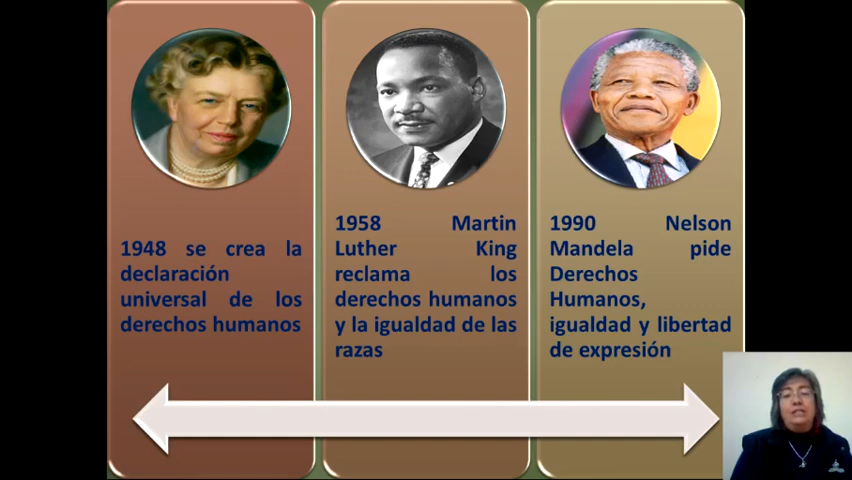 1948 se crea la
declaración
universal de los
derechos humanos
1958 Martin
Luther King
reclama los
derechos humanos
y la igualdad de las
razas
1990 Nelson
Mandela pide
Derechos
Humanos,
igualdad y libertad
de expresión